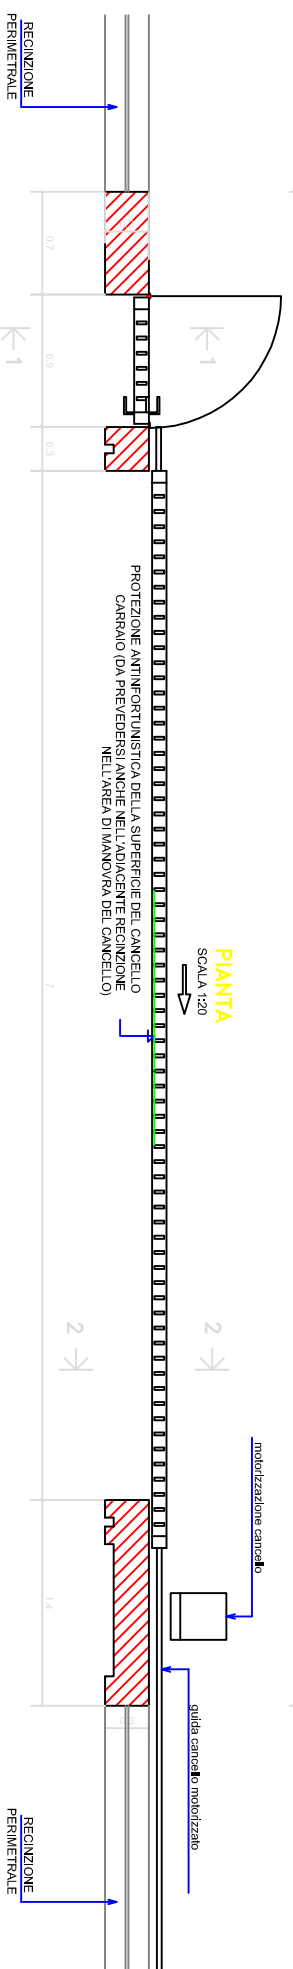 RECINZIONE
PERIMETRALE
0.7
0.9
0.3
1
1
PROTEZIONE ANTINFORTUNISTICA DELLA SUPERFICIE DEL CANCELLO
CARRAIO (DA PREVEDERSI ANCHE NELL'ADIACENTE RECINZIONE
NELL'AREA DI MANOVRA DEL CANCELLO)
PIANTA
SCALA 1:20
7
2
2
motorizzazione cancello
guida cancello motorizzato
1.4
0.3
RECINZIONE
PERIMETRALE